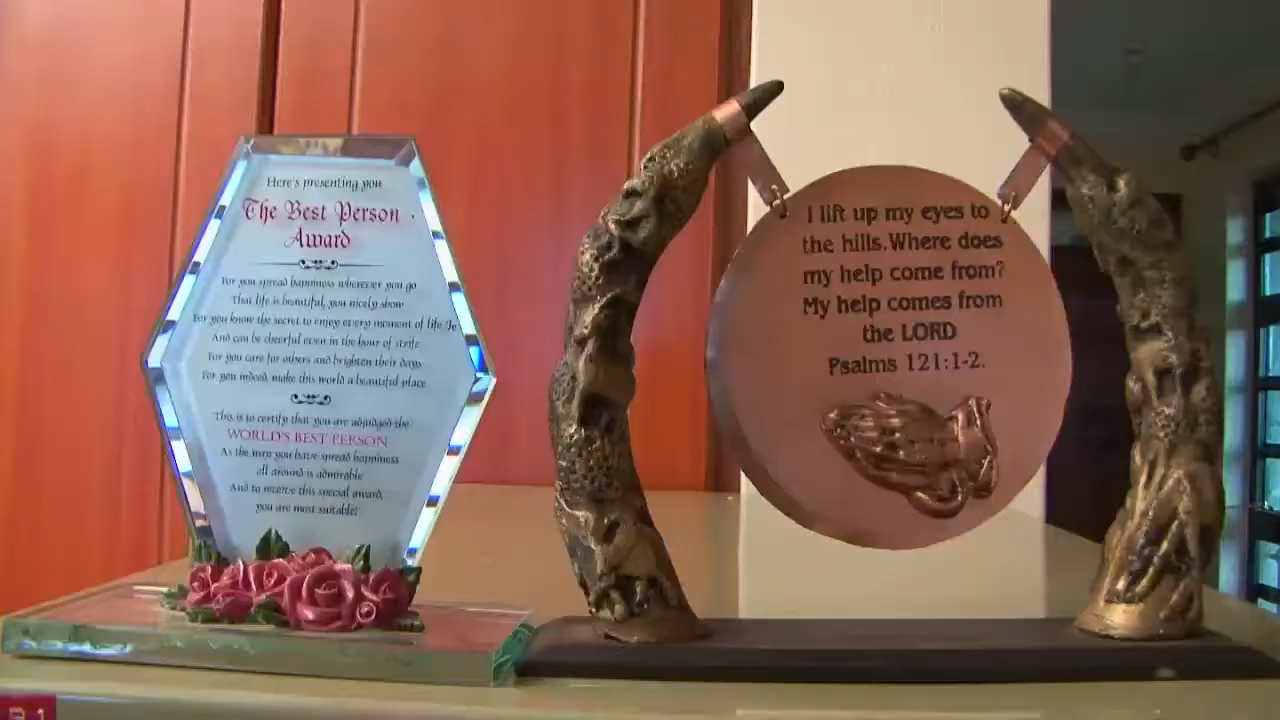 Here's presenting you
The Best Person
Award
For you spread happiness wherever you go
That life is beautiful, you nicely show
For you know the secret to enjoy every moment of life
And can be cheerful even in the hour of strife
For you care for others and brighten their days
For you indeed, make this world a beautiful place
This is to certify that you are adjudged the
WORLD'S BEST PERSON
As the way you have spread happiness
all around is admirable
And to receive this special award,
you are most suitable!
I lift up my eyes to
the hills.Where does
my help come from?
My help comes from
the LORD
Psalms 121:1-2.